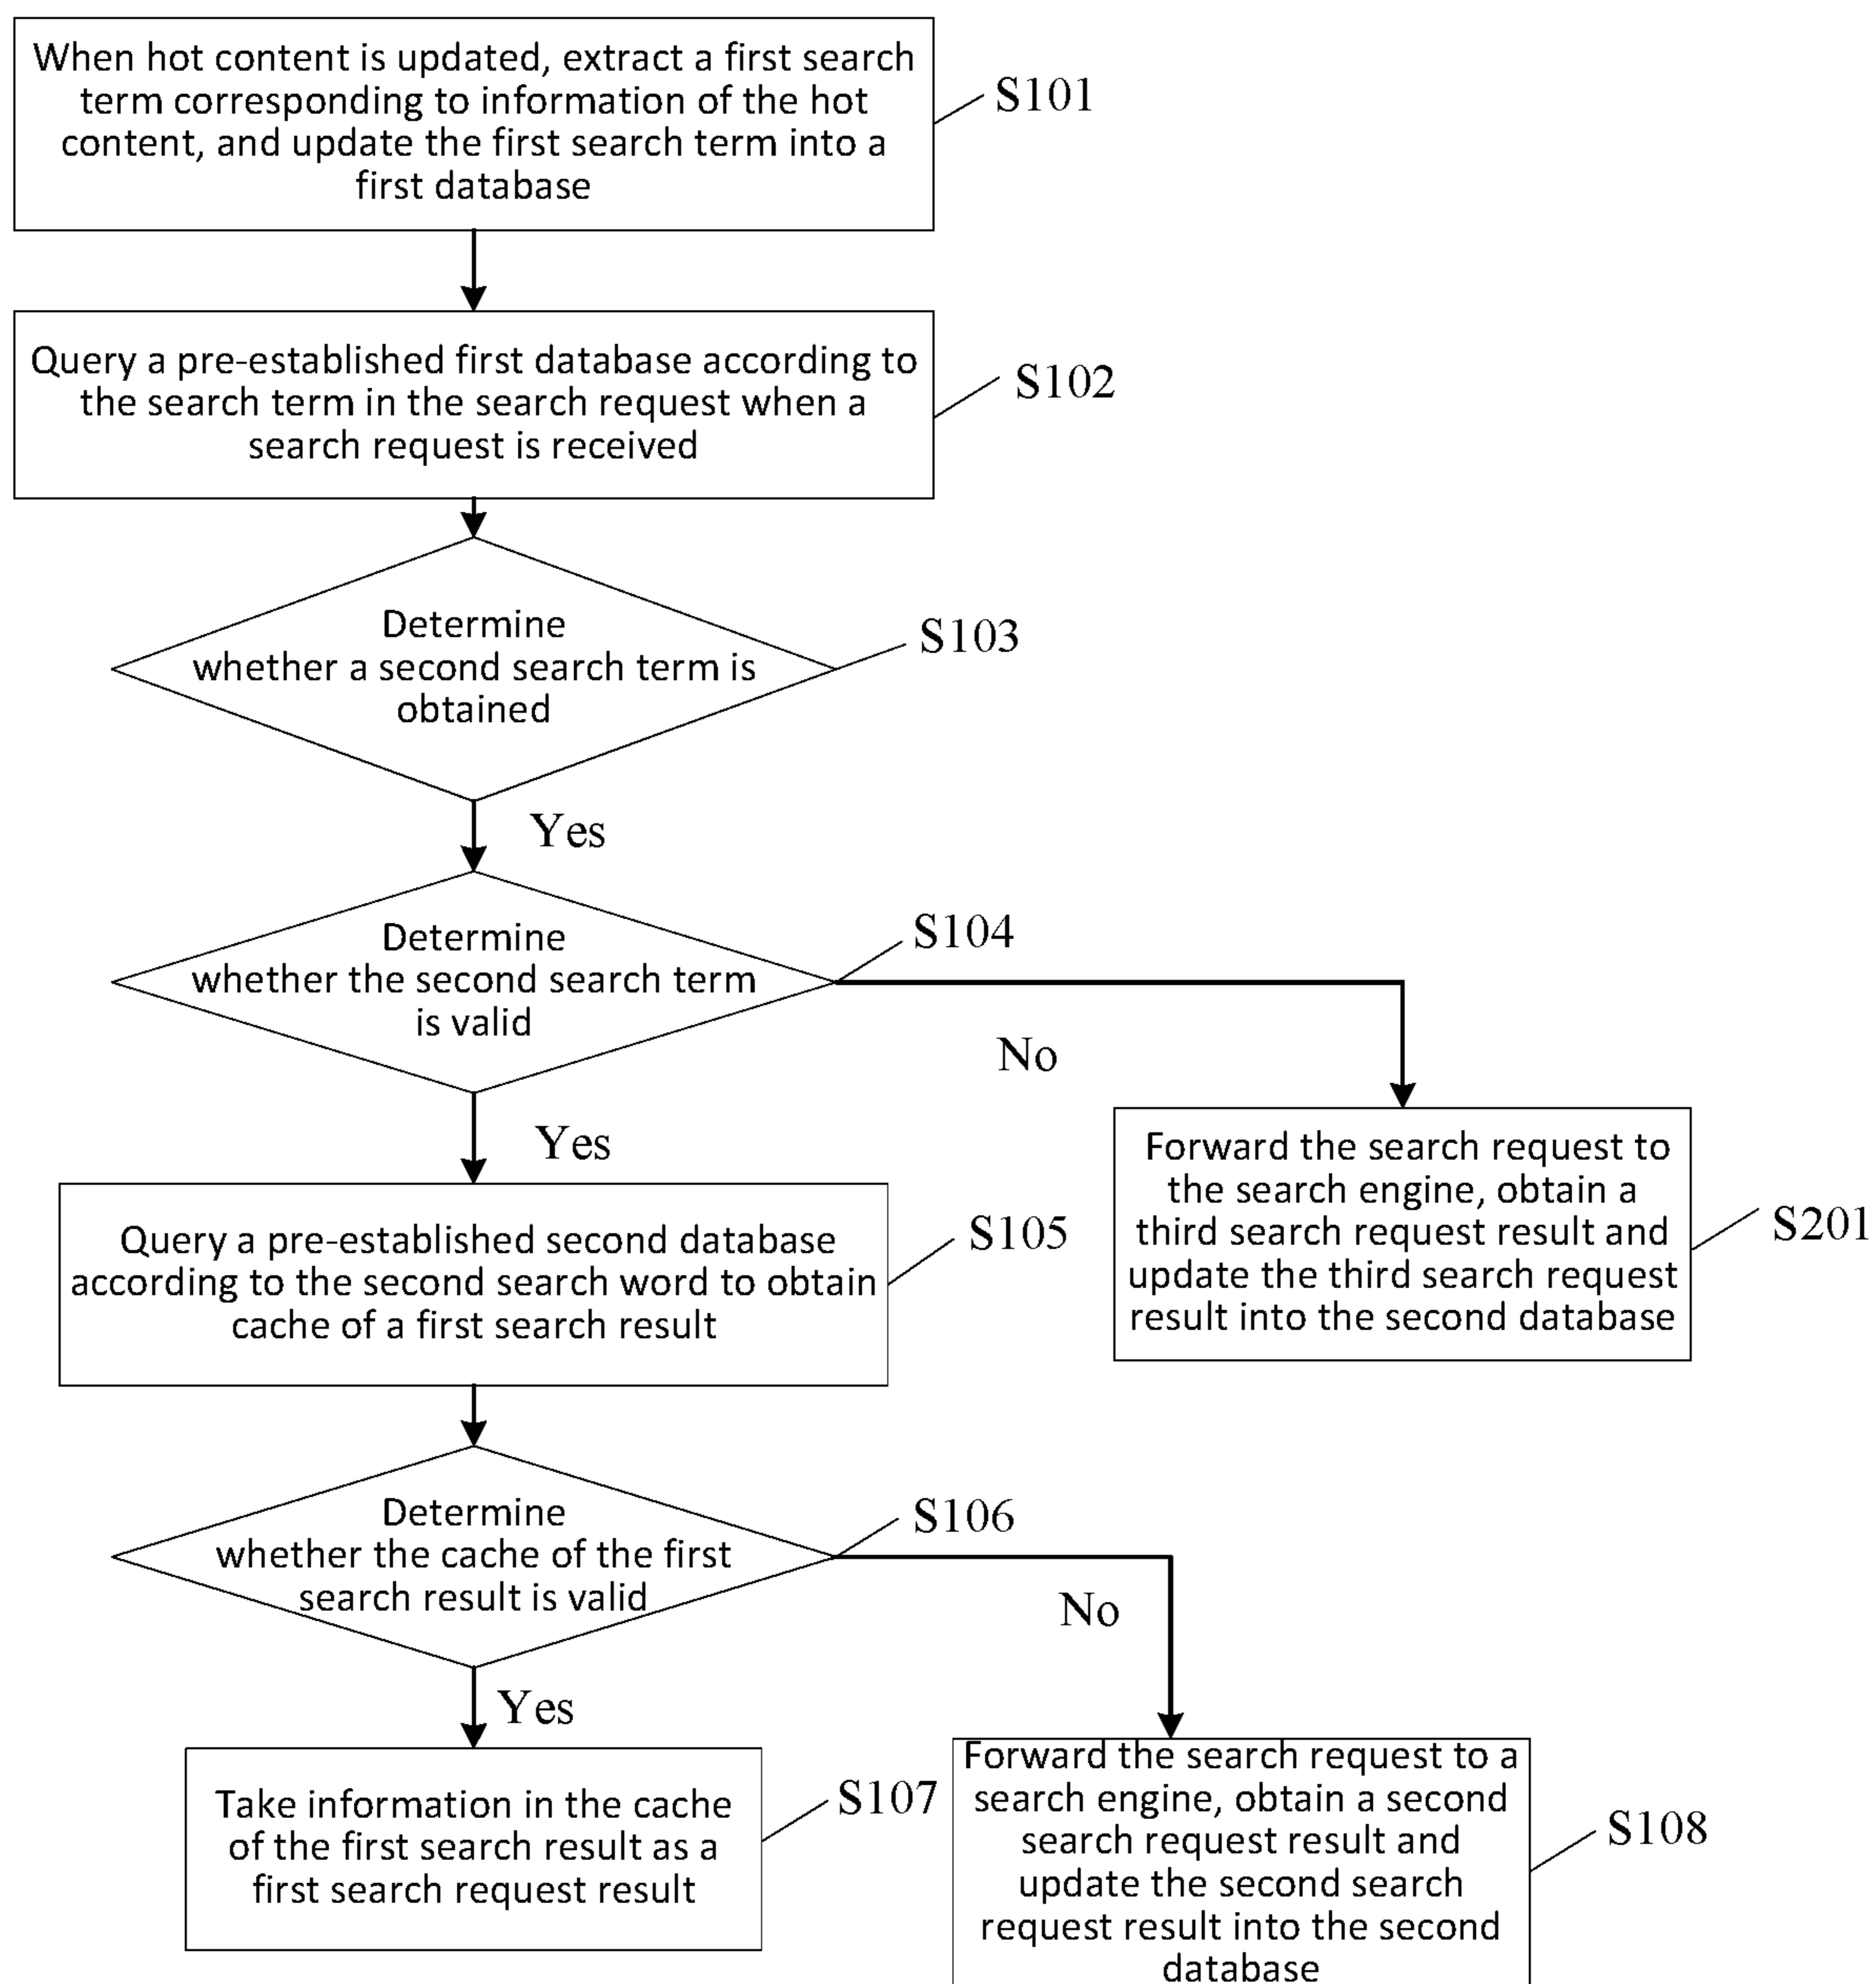 When hot content is updated, extract a first search
term corresponding to information of the hot
content, and update the first search term into a
first database
S101
Query a pre-established first database according to
the search term in the search request when a
search request is received
S102
Determine
whether a second search term is
obtained
S103
Yes
Determine
whether the second search term
is valid
S104
No
Yes
Forward the search request to
the search engine, obtain a
third search request result and
update the third search request
result into the second database
S201
Query a pre-established second database
according to the second search word to obtain
cache of a first search result
S105
Determine
whether the cache of the first
search result is valid
S106
No
Yes
Take information in the cache
of the first search result as a
first search request result
S107
Forward the search request to a
search engine, obtain a second
search request result and
update the second search
request result into the second
database
S108